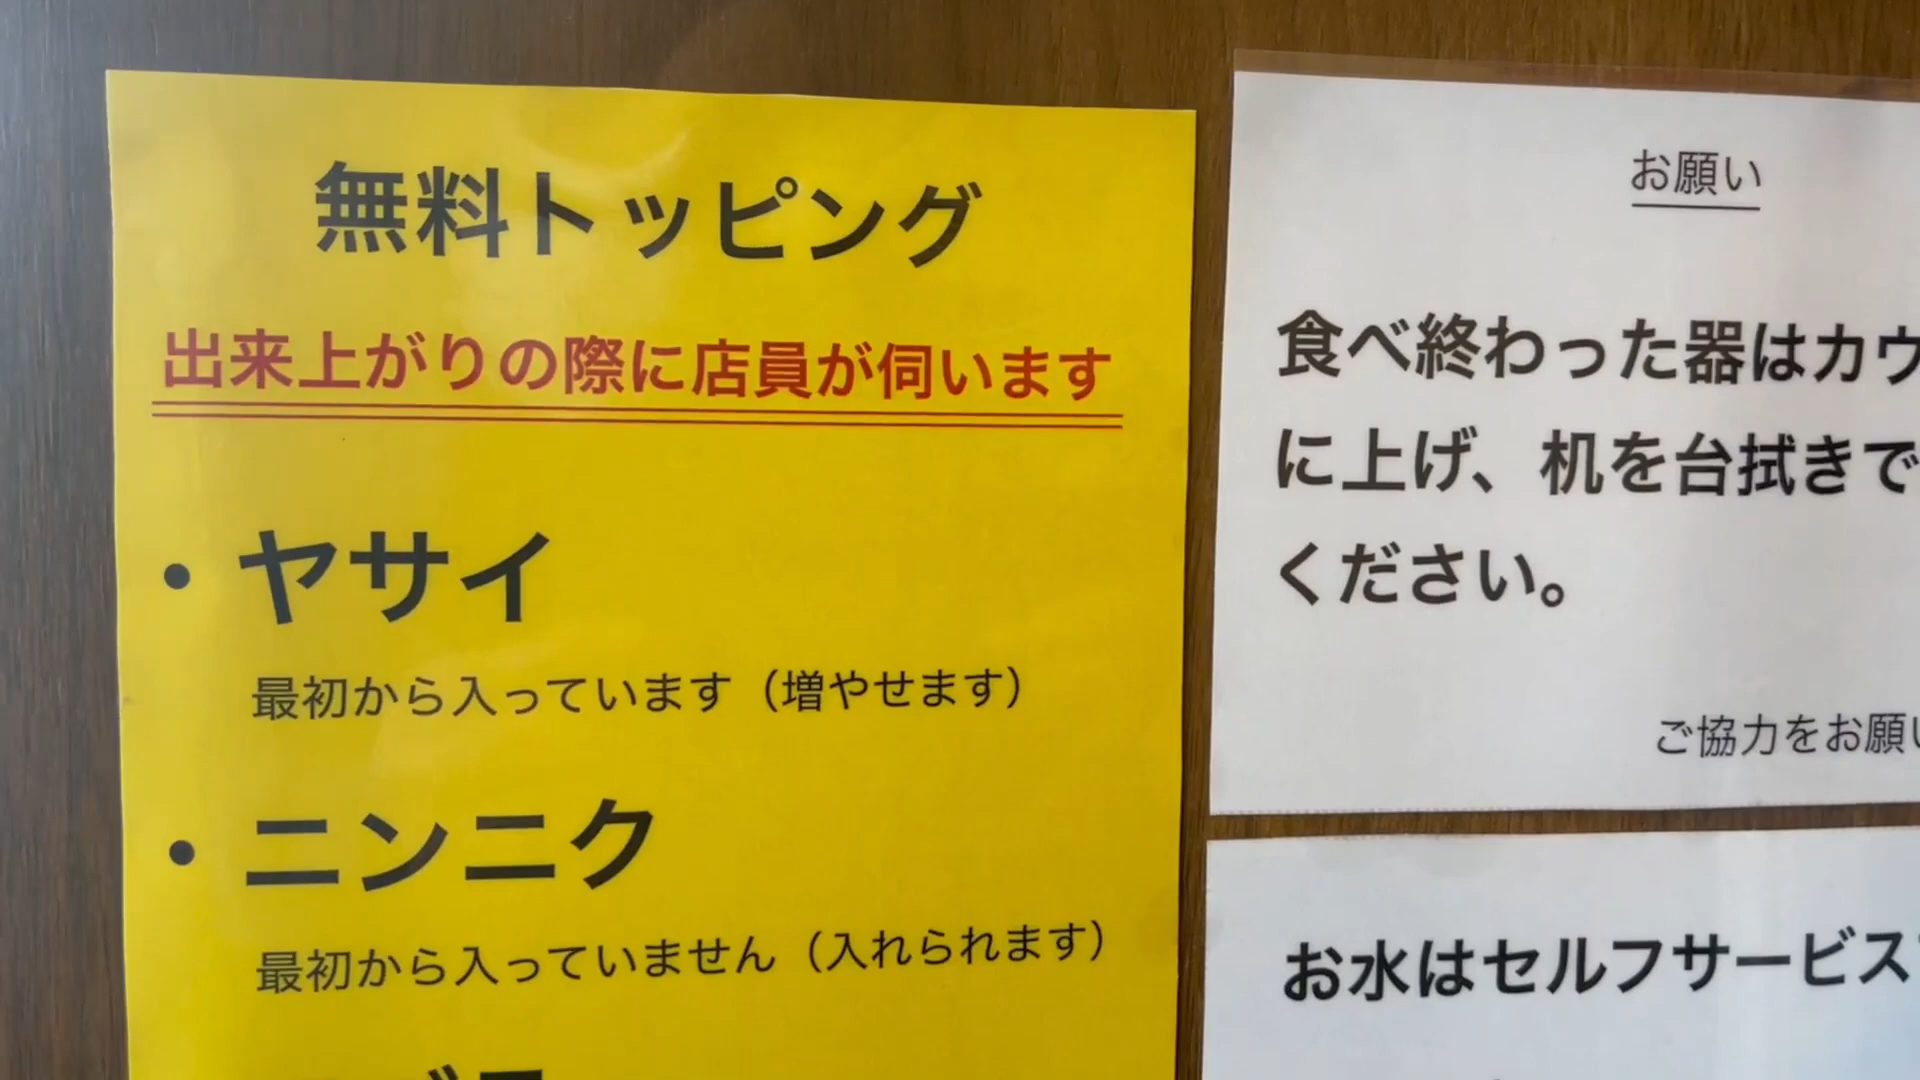 無料トッピング
出来上がりの際に店員が伺います
・ヤサイ
最初から入っています（増やせます）
・ニンニク
最初から入っていません（入れられます）
お願い
食べ終わった器はカウ
に上げ、机を台拭きで
ください。
ご協力をお願い
お水はセルフサービス